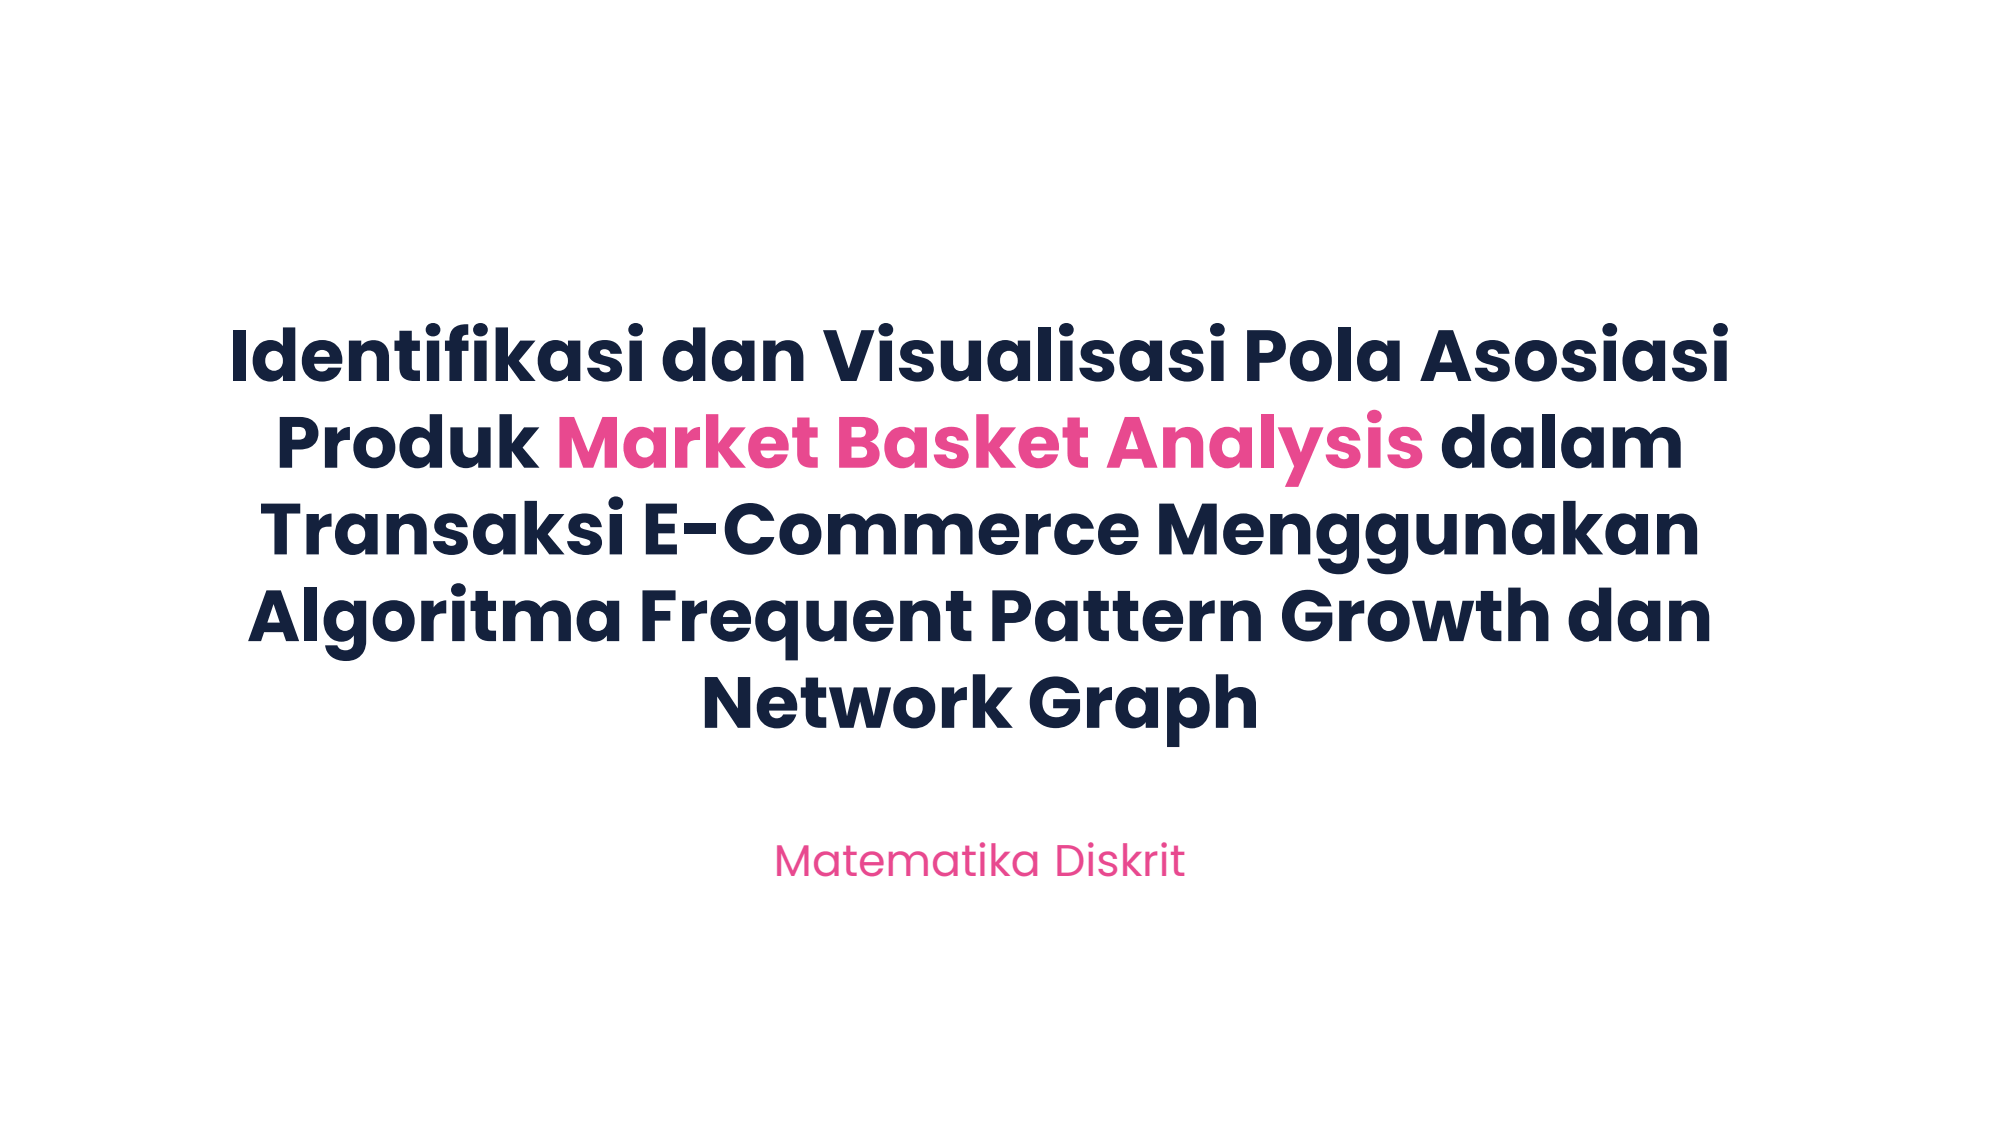 Identifikasi dan Visualisasi Pola Asosiasi
Produk Market Basket Analysis dalam
Transaksi E-Commerce Menggunakan
Algoritma Frequent Pattern Growth dan
Network Graph
Matematika Diskrit